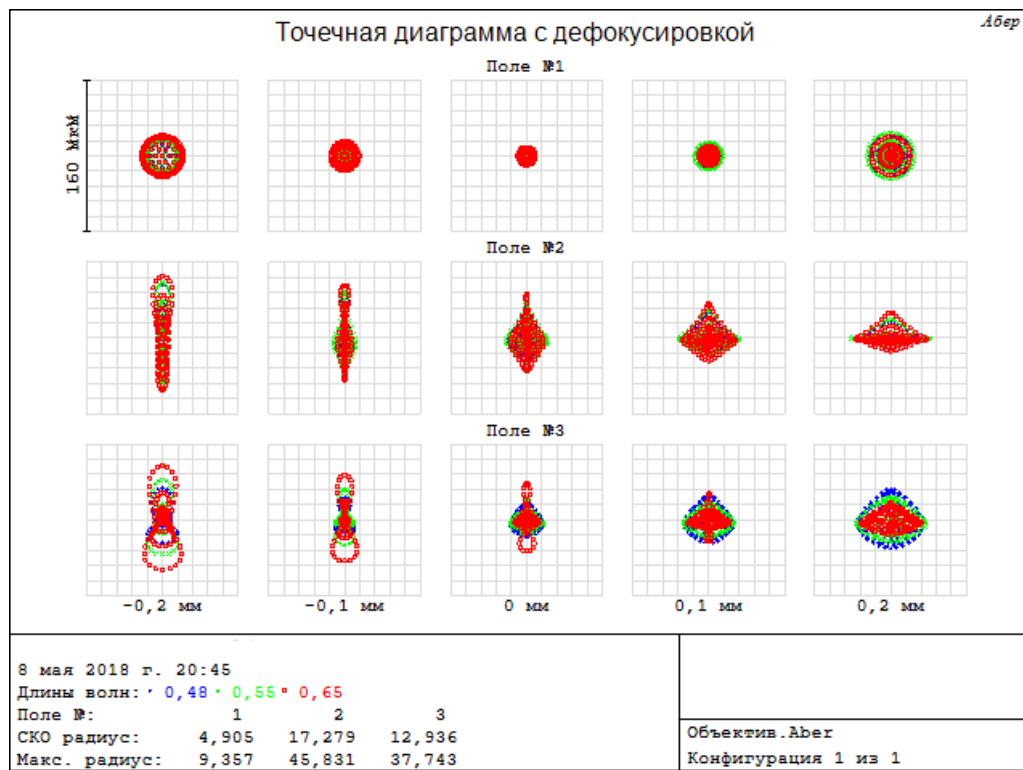 Абер
Точечная диаграмма с дефокусировкой
Поле №1
160 мкм
Поле №2
Поле №3
-0,2 мм -0,1 мм 0 мм 0,1 мм 0,2 мм
8 мая 2018 г. 20:45
Длины волн: 0,48 0,55 0,65
Поле №: 1 2 3
СКО радиус: 4,905 17,279 12,936
Макс. радиус: 9,357 45,831 37,743
Объектив.Aber
Конфигурация 1 из 1